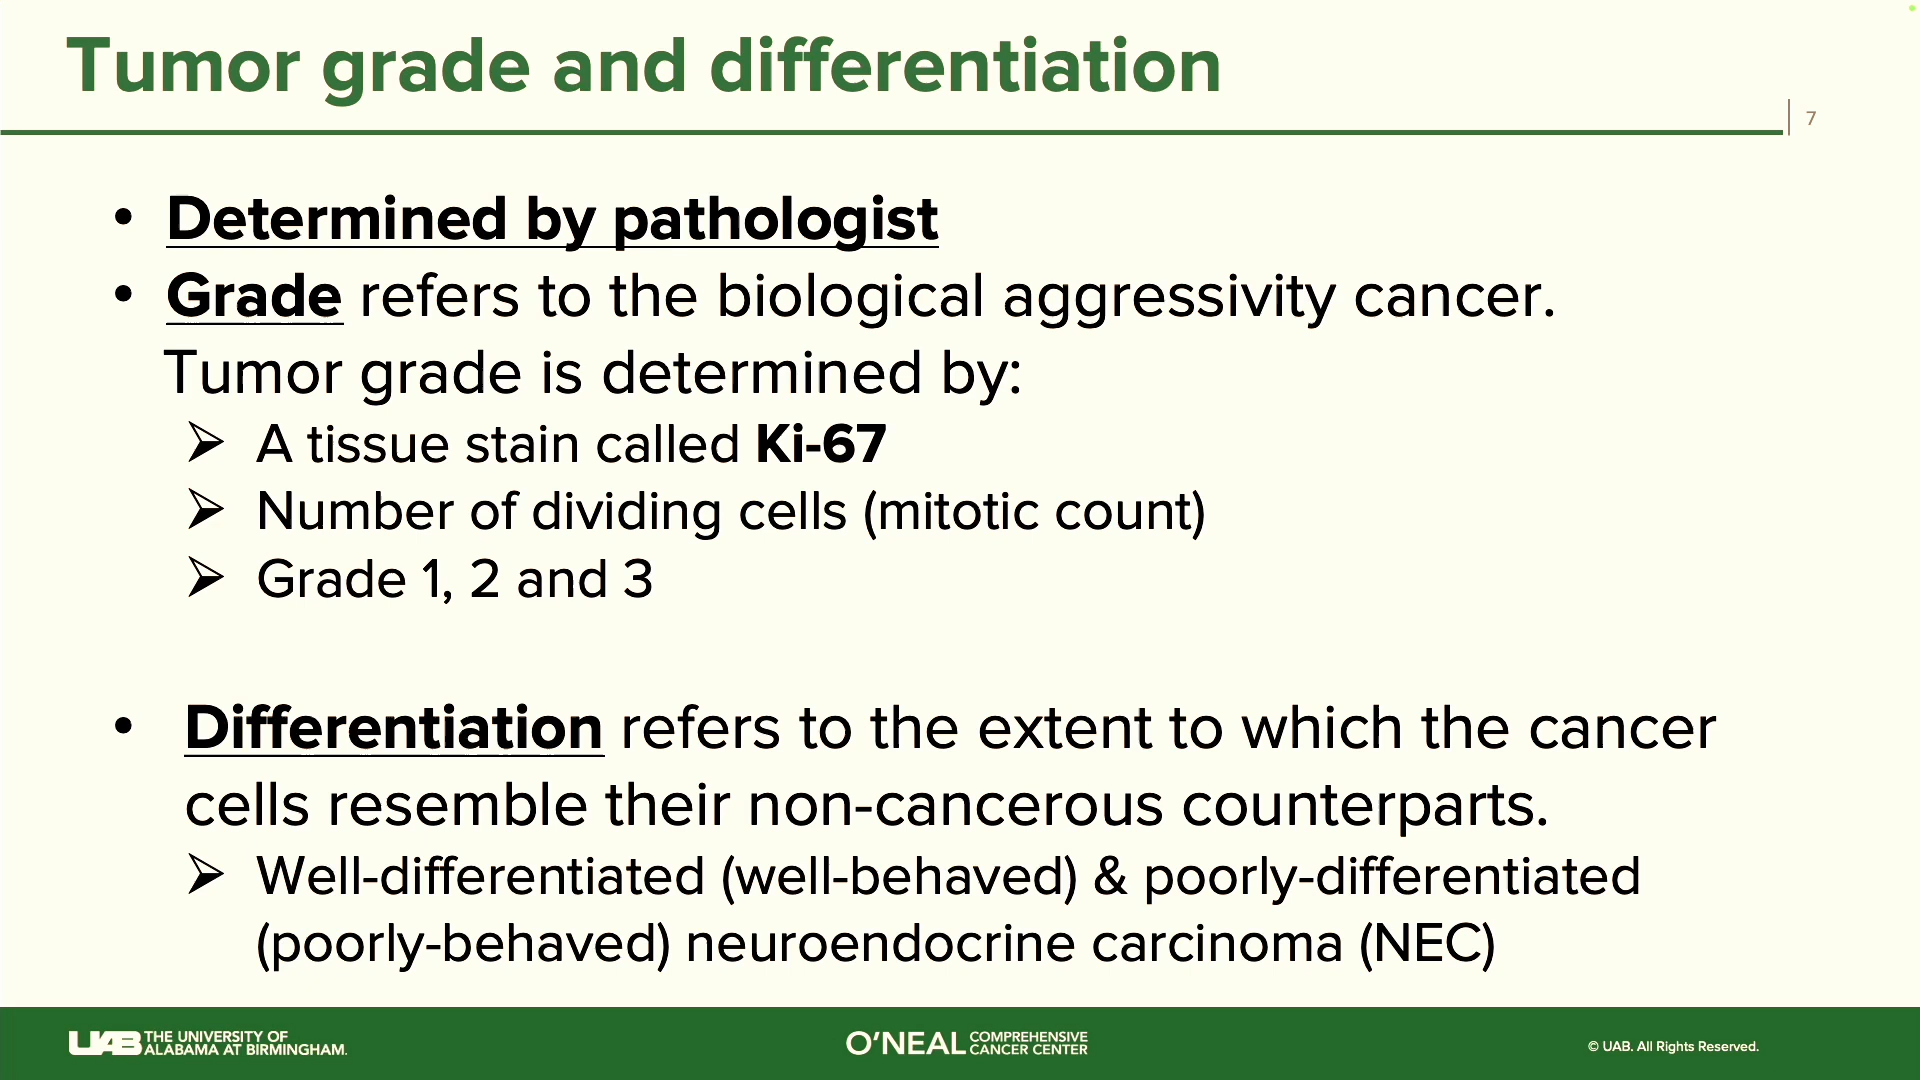 Tumor grade and differentiation
7
• Determined by pathologist
• Grade refers to the biological aggressivity cancer.
Tumor grade is determined by:
➢ A tissue stain called Ki-67
➢ Number of dividing cells (mitotic count)
➢ Grade 1, 2 and 3
• Differentiation refers to the extent to which the cancer
cells resemble their non-cancerous counterparts.
➢ Well-differentiated (well-behaved) & poorly-differentiated
(poorly-behaved) neuroendocrine carcinoma (NEC)
UAB THE UNIVERSITY OF
ALABAMA AT BIRMINGHAM.
O'NEAL COMPREHENSIVE
CANCER CENTER
© UAB. All Rights Reserved.